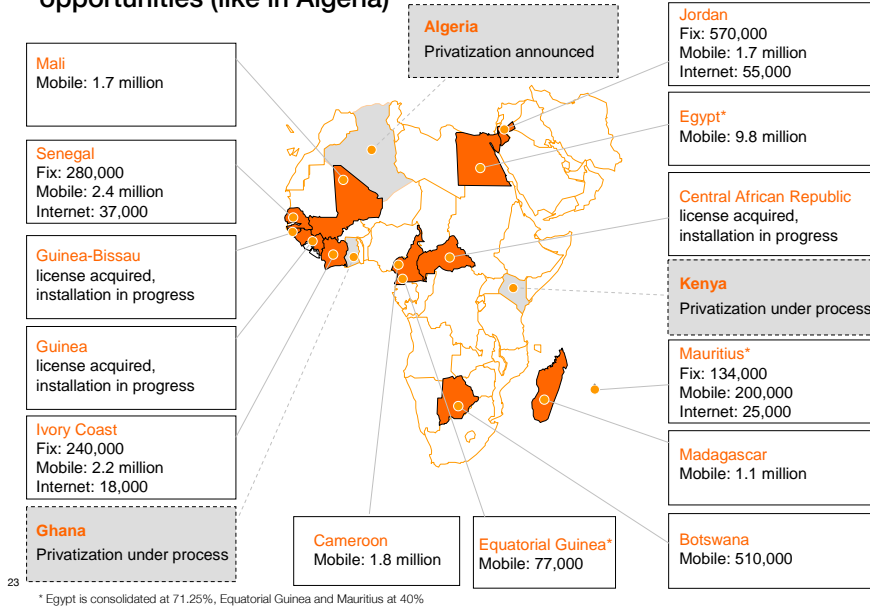 opportunities (like in Algeria)
Algeria
Privatization announced
Jordan
Fix: 570,000
Mobile: 1.7 million
Internet: 55,000
Mali
Mobile: 1.7 million
Egypt*
Mobile: 9.8 million
Senegal
Fix: 280,000
Mobile: 2.4 million
Internet: 37,000
Central African Republic
license acquired,
installation in progress
Guinea-Bissau
license acquired,
installation in progress
Kenya
Privatization under process
Guinea
license acquired,
installation in progress
Mauritius*
Fix: 134,000
Mobile: 200,000
Internet: 25,000
Ivory Coast
Fix: 240,000
Mobile: 2.2 million
Internet: 18,000
Madagascar
Mobile: 1.1 million
Ghana
Privatization under process
Cameroon
Mobile: 1.8 million
Equatorial Guinea*
Mobile: 77,000
Botswana
Mobile: 510,000
23
* Egypt is consolidated at 71.25%, Equatorial Guinea and Mauritius at 40%